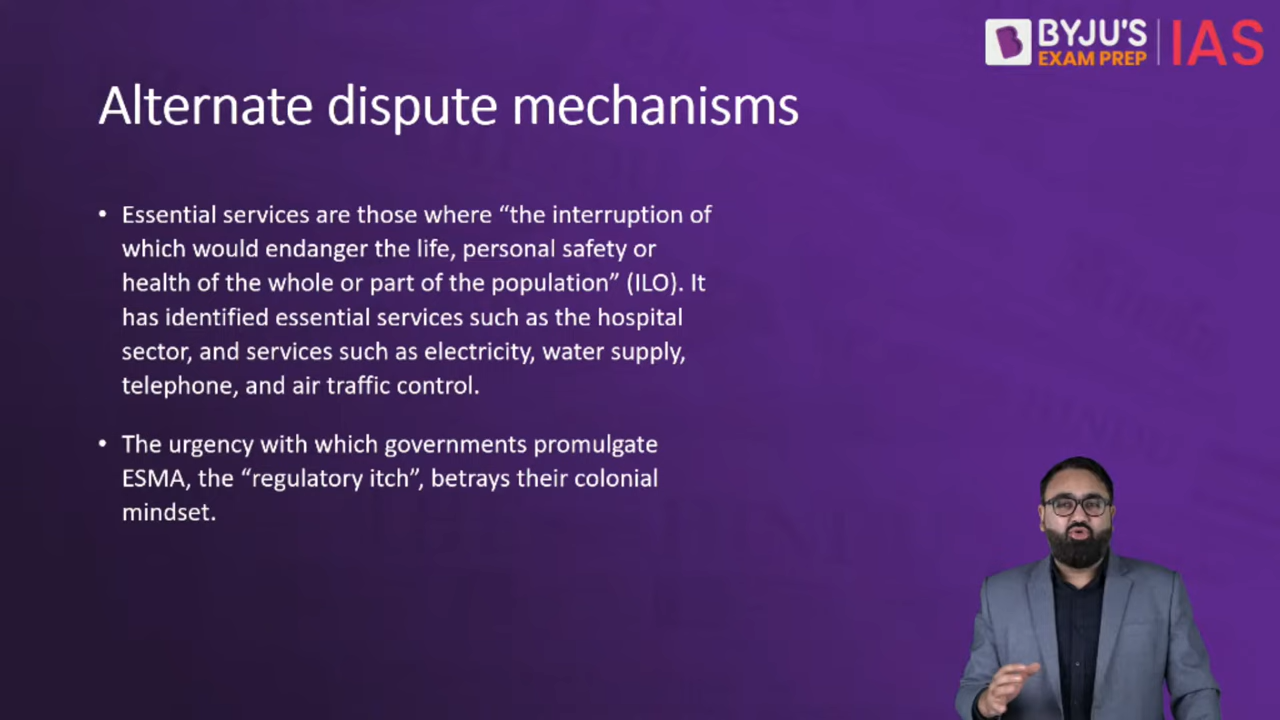 BYJU'S
EXAM PREP
IAS
Alternate dispute mechanisms
• Essential services are those where “the interruption of
which would endanger the life, personal safety or
health of the whole or part of the population” (ILO). It
has identified essential services such as the hospital
sector, and services such as electricity, water supply,
telephone, and air traffic control.
• The urgency with which governments promulgate
ESMA, the “regulatory itch”, betrays their colonial
mindset.